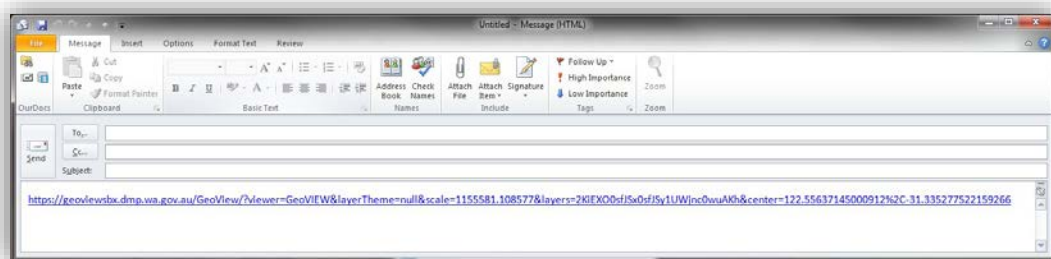 Untitled - Message (HTML)
File Message Insert Options Format Text Review
Cut
Copy
Format Painter
Paste
B I U
Address Book
Check Names
Attach File
Attach Item
Signature
Follow Up
High Importance
Low Importance
Zoom
OurDocs Clipboard Basic Text Names Include Tags Zoom
To...
Cc...
Send
Subject:
https://geoviewsbx.dmp.wa.gov.au/GeoView/?viewer=GeoVIEW&layerTheme=null&scale=1155581.108577&layers=2KiEXO0sfJSx0sfJSy1UWjnc0wuAKh&center=122.55637145000912%2C-31.335277522159266